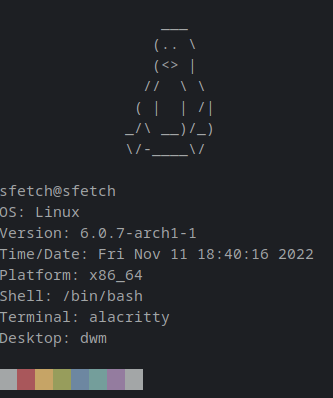 ___
   (.. \
   (<> |
  //  \ \
 ( |  | /|
_/\ __)/_)
\/-____\/
sfetch@sfetch
OS: Linux
Version: 6.0.7-arch1-1
Time/Date: Fri Nov 11 18:40:16 2022
Platform: x86_64
Shell: /bin/bash
Terminal: alacritty
Desktop: dwm